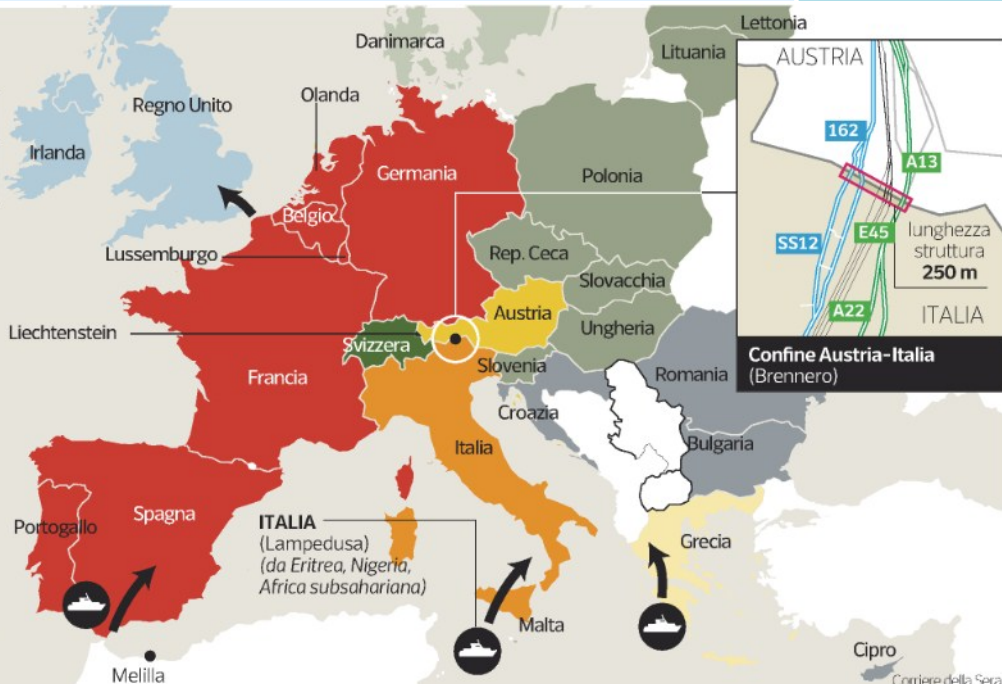 Lettonia
Danimarca
Lituania
Olanda
Regno Unito
Irlanda
Germania
Polonia
Belgio
Lussemburgo
Rep. Ceca
Slovacchia
Austria
Liechtenstein
Ungheria
Svizzera
Slovenia
Francia
Romania
Croazia
Italia
Bulgaria
Portogallo
Spagna
ITALIA
(Lampedusa)
(da Eritrea, Nigeria,
Africa subsahariana)
Grecia
Malta
Melilla
Cipro
Corriere della Sera
AUSTRIA
162
A13
SS12
E45
lunghezza
struttura
250 m
A22
ITALIA
Confine Austria-Italia
(Brennero)